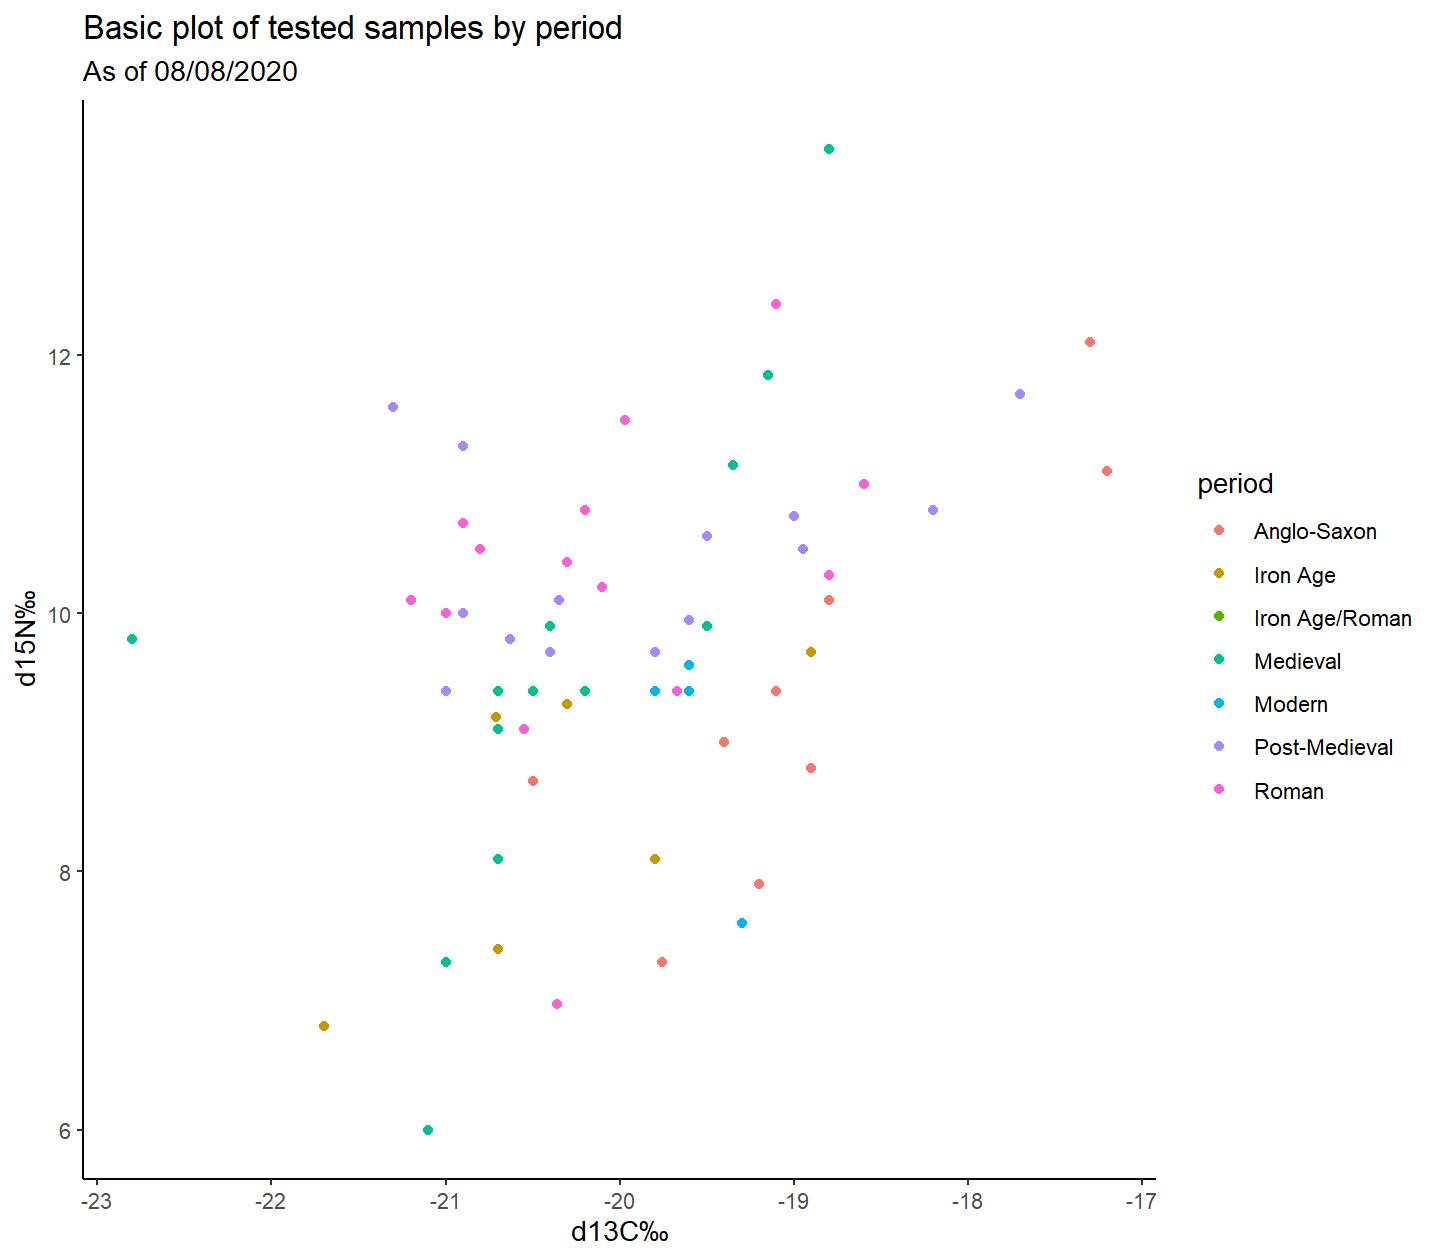 Basic plot of tested samples by period
As of 08/08/2020
12
10
8
6
d15N‰
-23 -22 -21 -20 -19 -18 -17
d13C‰
period
Anglo-Saxon
Iron Age
Iron Age/Roman
Medieval
Modern
Post-Medieval
Roman